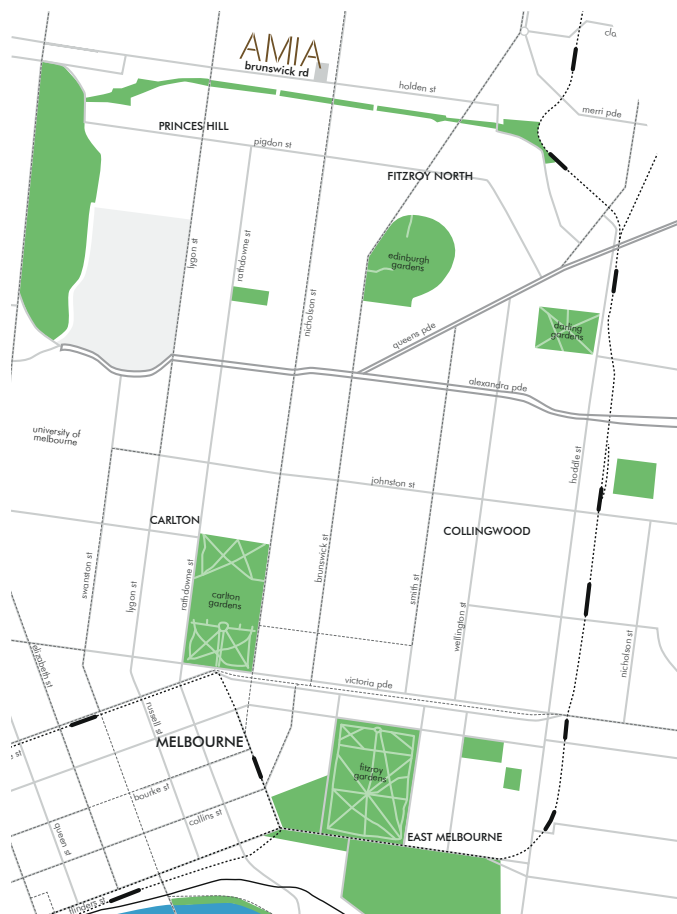 AMIA
brunswick rd
holden st
clo
merri pde
PRINCES HILL
pigdon st
FITZROY NORTH
lygon st
rathdowne st
nicholson st
edinburgh
gardens
queens pde
darling
gardens
alexandra pde
university of
melbourne
johnston st
hoddle st
CARLTON
COLLINGWOOD
swanston st
lygon st
rathdowne st
brunswick st
smith st
wellington st
nicholson st
carlton
gardens
elizabeth st
victoria pde
russell st
MELBOURNE
e st
fitzroy
gardens
bourke st
collins st
queen st
EAST MELBOURNE
flinders st